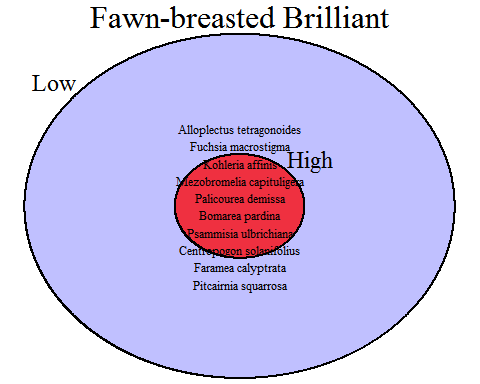 Fawn-breasted Brilliant
Low
Alloplectus tetragonoides
Fuchsia macrostigma
Kohleria affinis
High
Mezobromelia capituligera
Palicourea demissa
Bomarea pardina
Psammisia ulbrichiana
Centropogon solanifolius
Faramea calyptrata
Pitcairnia squarrosa